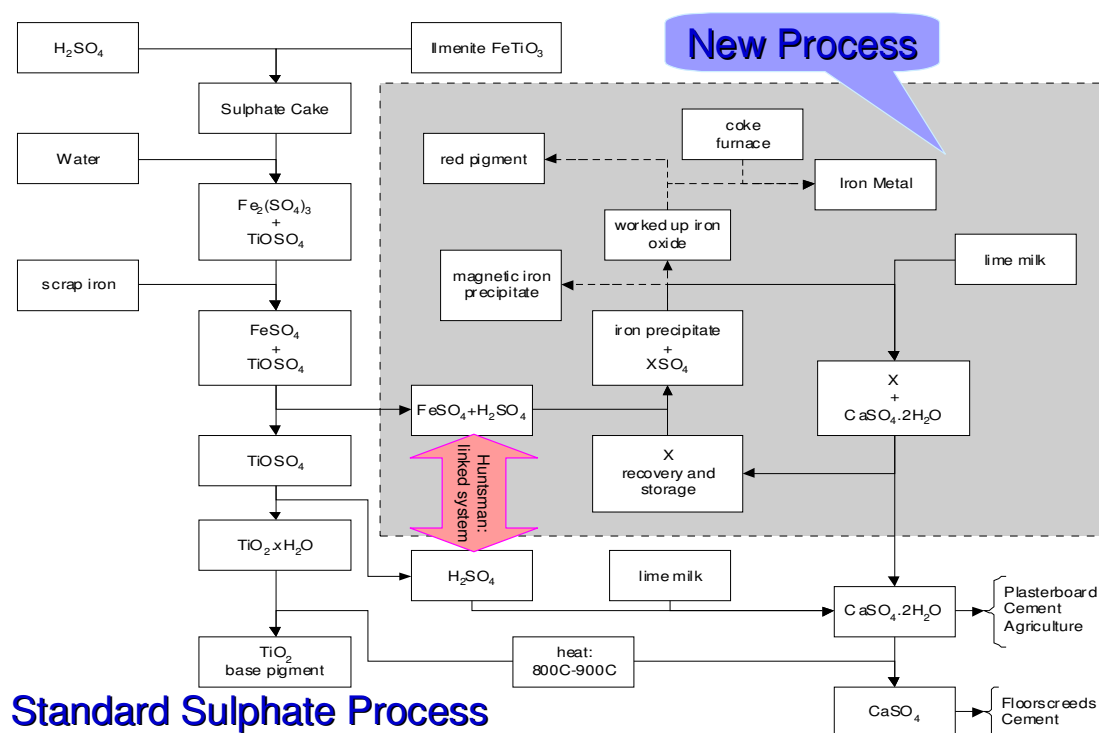 New Process
H₂SO₄
Ilmenite FeTiO₃
Sulphate Cake
coke
furnace
Water
red pigment
Iron Metal
Fe₂(SO₄)₃
+
TiOSO₄
worked up iron
oxide
lime milk
magnetic iron
precipitate
scrap iron
FeSO₄
+
TiOSO₄
iron precipitate
+
XSO₄
X
+
CaSO₄.2H₂O
FeSO₄+H₂SO₄
TiOSO₄
Huntsman:
linked system
X
recovery and
storage
TiO₂.xH₂O
H₂SO₄
lime milk
CaSO₄.2H₂O
Plasterboard
Cement
Agriculture
TiO₂
base pigment
heat:
800C-900C
Standard Sulphate Process
CaSO₄
Floorscreeds
Cement